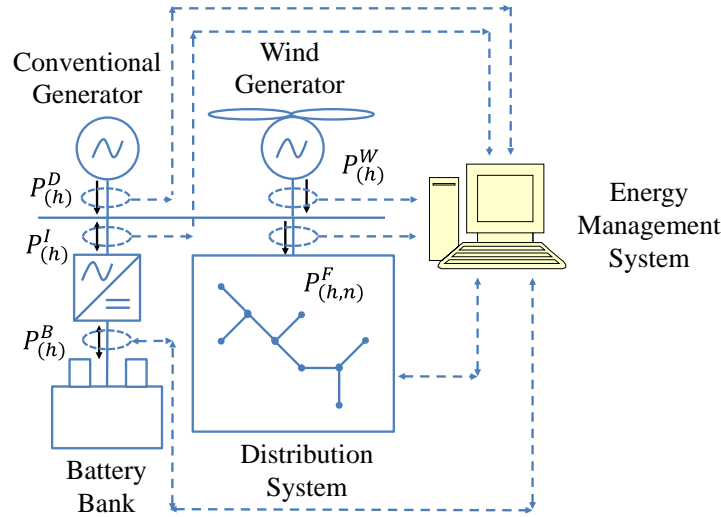 Conventional
Generator
Wind
Generator
P^D_(h)
P^W_(h)
P^I_(h)
P^F_(h,n)
P^B_(h)
Energy
Management
System
Battery
Bank
Distribution
System